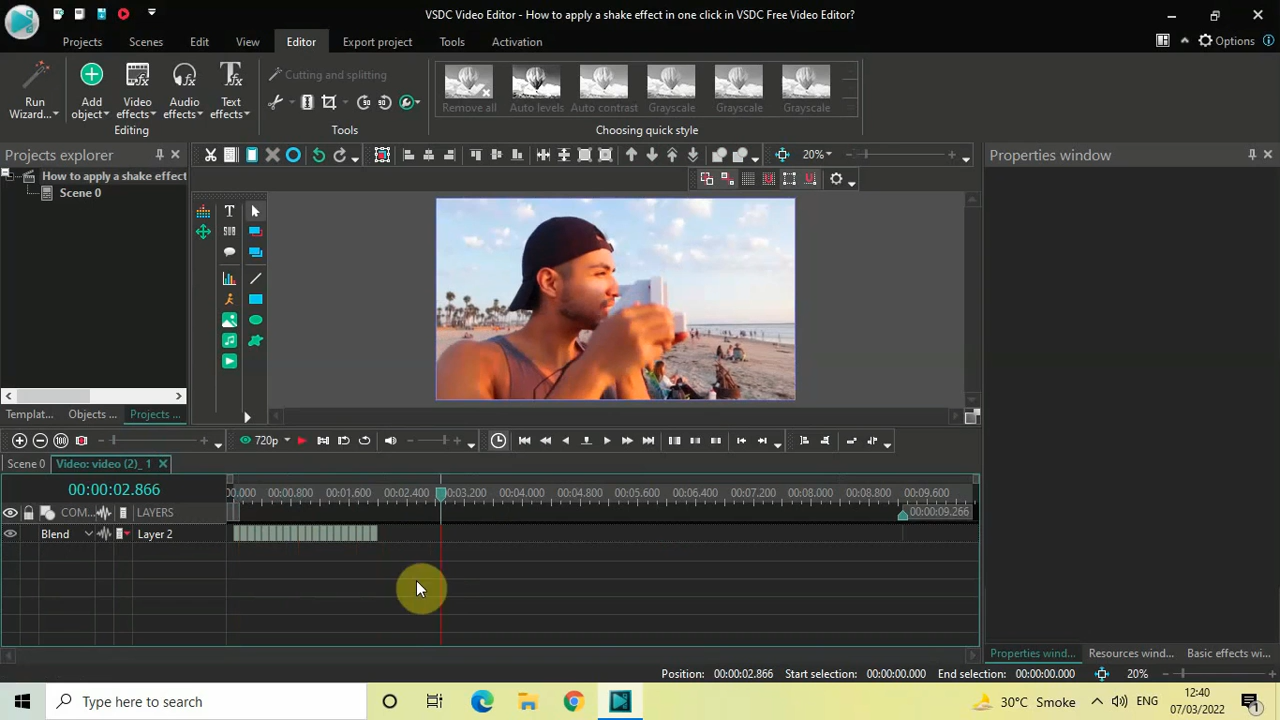 VSDC Video Editor - How to apply a shake effect in one click in VSDC Free Video Editor?
Projects Scenes Edit View Editor Export project Tools Activation Options
Run Wizard... Add object Video effects Audio effects Text effects
Editing
Cutting and splitting
Tools
Remove all Auto levels Auto contrast Grayscale Grayscale Grayscale
Choosing quick style
Projects explorer
20%
Properties window
How to apply a shake effect
Scene 0
Templat... Objects ... Projects ...
720p
Scene 0 Video: video (2)_ 1
00:00:02.866
0.000 00:00.800 00:01.600 00:02.400 00:03.200 00:04.000 00:04.800 00:05.600 00:06.400 00:07.200 00:08.000 00:08.800 00:09.600
COM... LAYERS 00:00:09.266
Blend Layer 2
Properties wind... Resources wind... Basic effects wi...
Position: 00:00:02.866 Start selection: 00:00:00.000 End selection: 00:00:00.000 20%
Type here to search
30°C Smoke ENG 12:40
07/03/2022
1